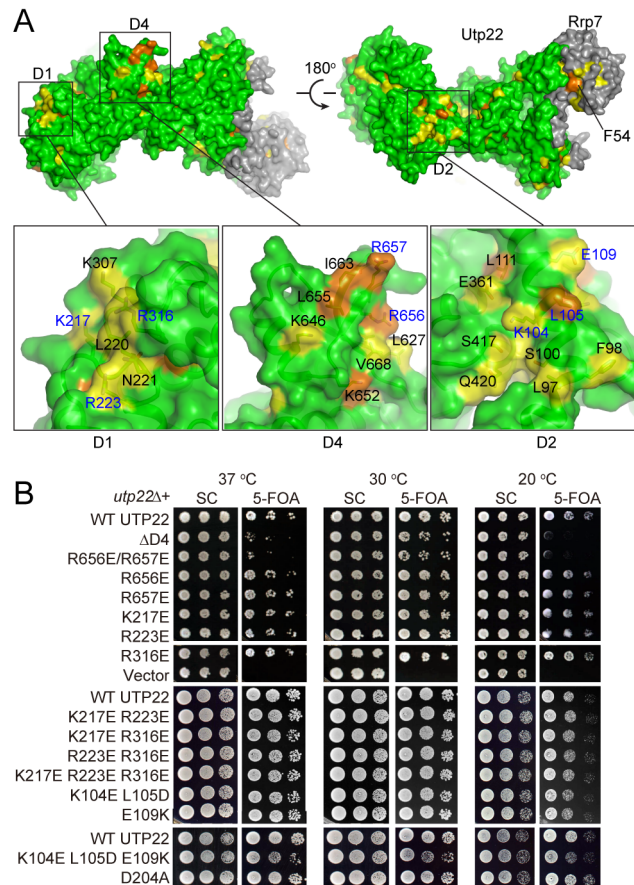 A
D4
D1
180°
Utp22
Rrp7
F54
D2
K307
K217
R316
L220
N221
R223
D1
R657
I663
L655
K646
R656
L627
V668
K652
D4
L111
E109
E361
L105
K104
S417
S100
F98
Q420
L97
D2
B
37 °C 30 °C 20 °C
utp22Δ+ SC 5-FOA SC 5-FOA SC 5-FOA
WT UTP22
ΔD4
R656E/R657E
R656E
R657E
K217E
R223E
R316E
Vector
WT UTP22
K217E R223E
K217E R316E
R223E R316E
K217E R223E R316E
K104E L105D
E109K
WT UTP22
K104E L105D E109K
D204A